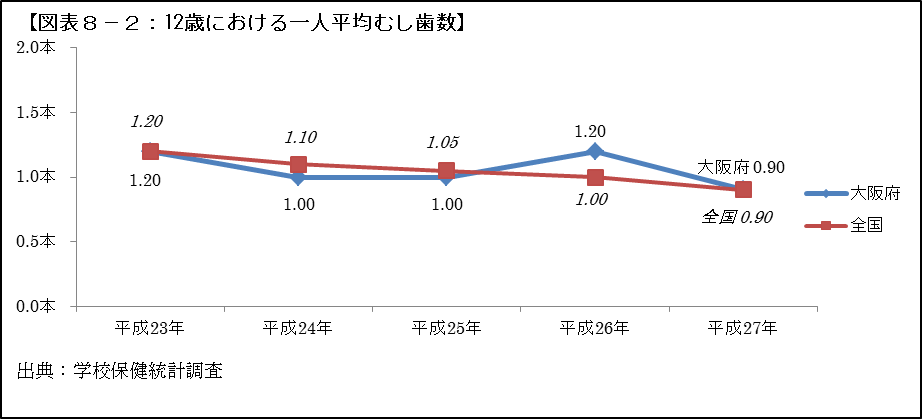 【図表８－２：12歳における一人平均むし歯数】
2.0本
1.5本
1.0本
0.5本
0.0本
1.20
1.10
1.05
1.20
大阪府 0.90
1.20
1.00
1.00
1.00
全国 0.90
大阪府
全国
平成23年
平成24年
平成25年
平成26年
平成27年
出典：学校保健統計調査